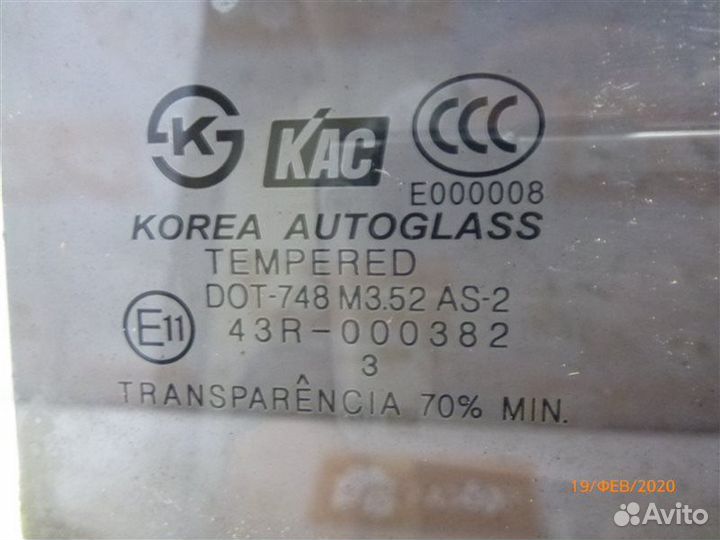 K KAC CCC
E000008
KOREA AUTOGLASS
TEMPERED
DOT-748 M3.52 AS-2
E11 43R-000382
3
TRANSPARÊNCIA 70% MIN.
19/ФЕВ/2020
Avito